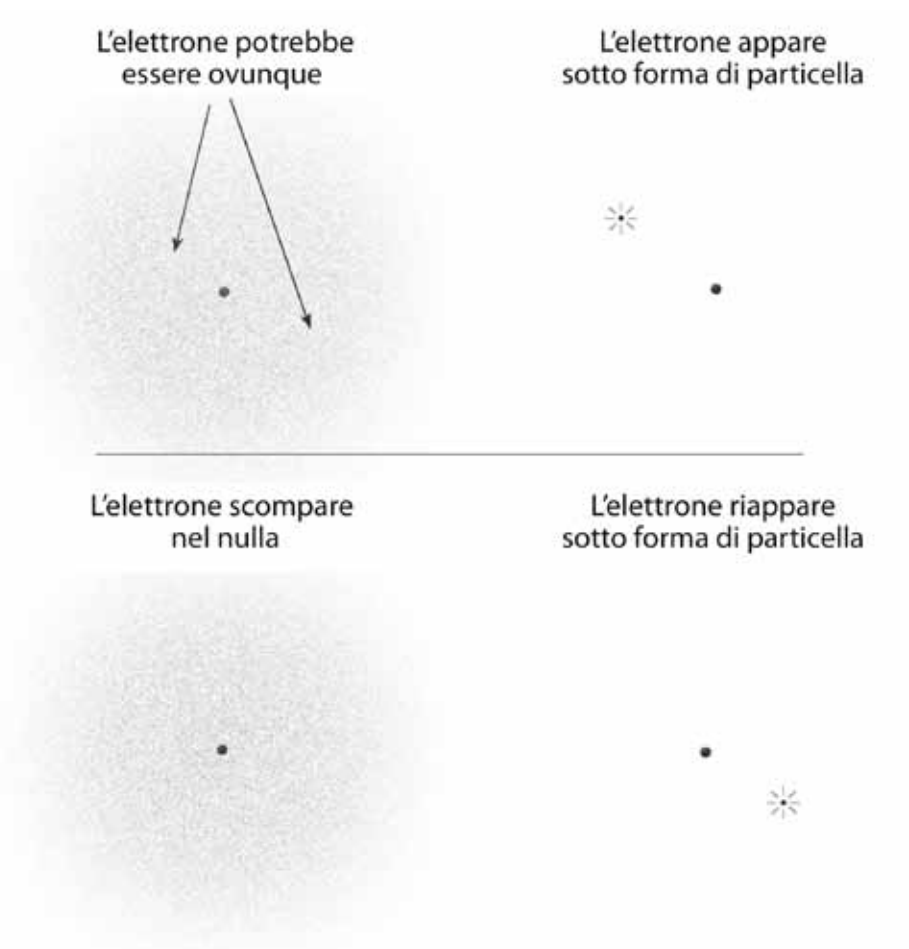 L'elettrone potrebbe
essere ovunque
L'elettrone appare
sotto forma di particella
L'elettrone scompare
nel nulla
L'elettrone riappare
sotto forma di particella